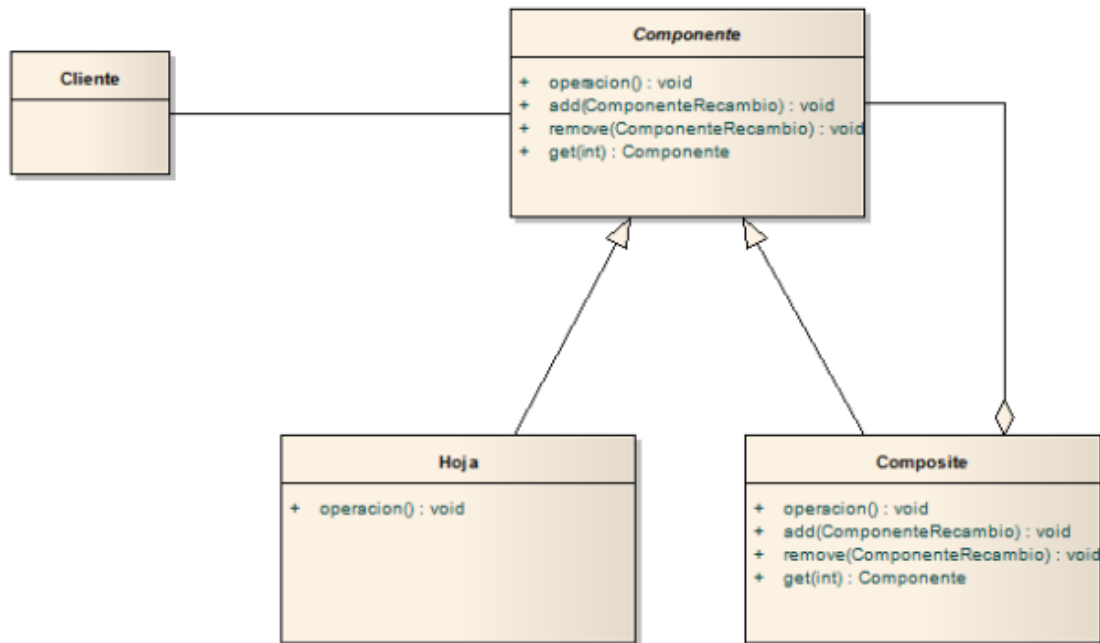 Cliente
Componente
+ operacion() : void
+ add(ComponenteRecambio) : void
+ remove(ComponenteRecambio) : void
+ get(int) : Componente
Hoja
+ operacion() : void
Composite
+ operacion() : void
+ add(ComponenteRecambio) : void
+ remove(ComponenteRecambio) : void
+ get(int) : Componente